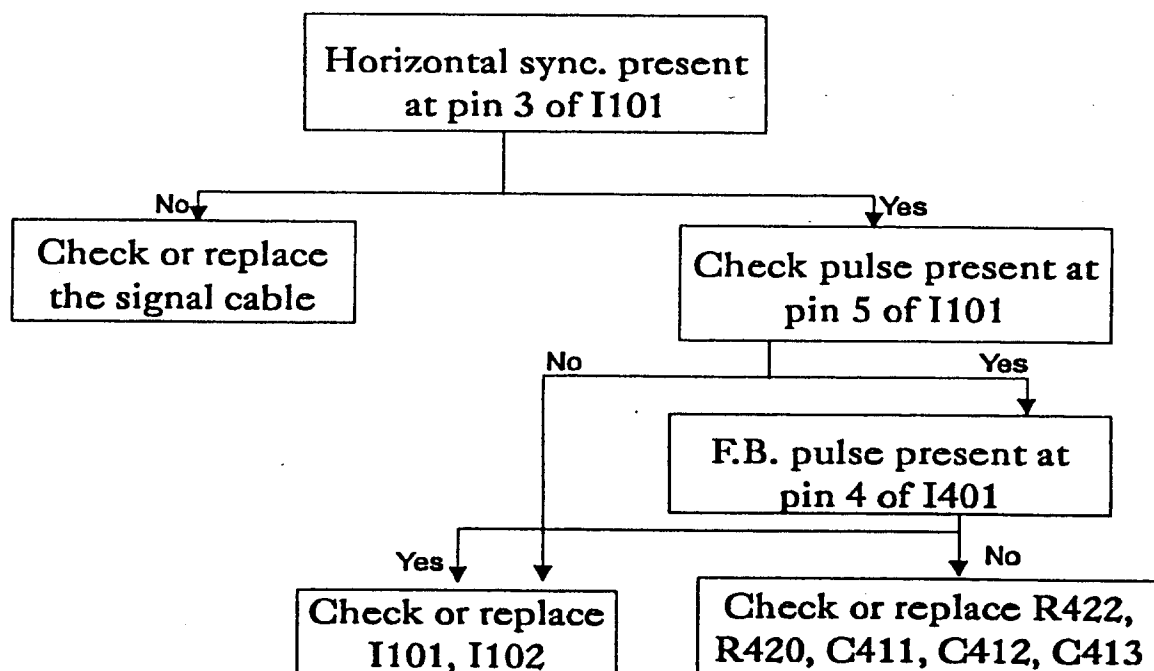 Horizontal sync. present
at pin 3 of I101
No
Yes
Check or replace
the signal cable
Check pulse present at
pin 5 of I101
No
Yes
F.B. pulse present at
pin 4 of I401
Yes
No
Check or replace
I101, I102
Check or replace R422,
R420, C411, C412, C413